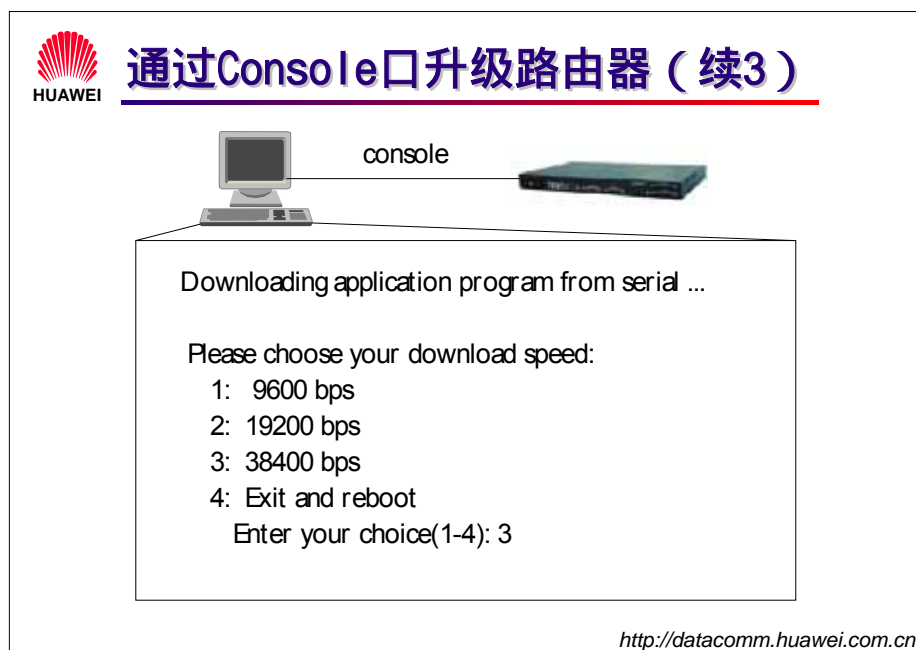 通过Console口升级路由器（续3）
HUAWEI
console
Downloading application program from serial ...
Please choose your download speed:
1: 9600 bps
2: 19200 bps
3: 38400 bps
4: Exit and reboot
Enter your choice(1-4): 3
http://datacomm.huawei.com.cn